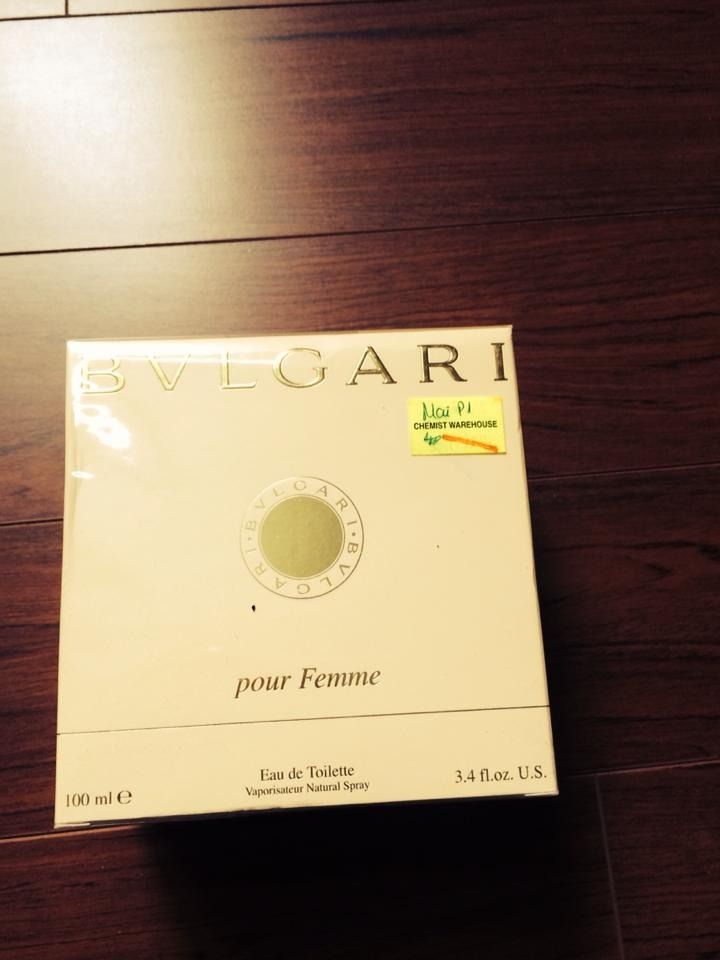 BVLGARI
Mai P1
CHEMIST WAREHOUSE
BVLGARI • BVLGARI •
pour Femme
Eau de Toilette
Vaporisateur Natural Spray
100 ml ℮
3.4 fl.oz. U.S.